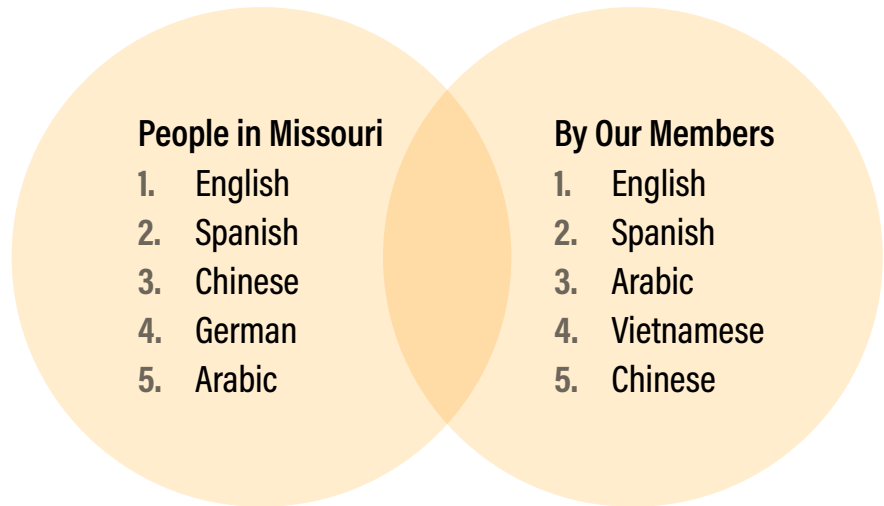 People in Missouri
1. English
2. Spanish
3. Chinese
4. German
5. Arabic
By Our Members
1. English
2. Spanish
3. Arabic
4. Vietnamese
5. Chinese